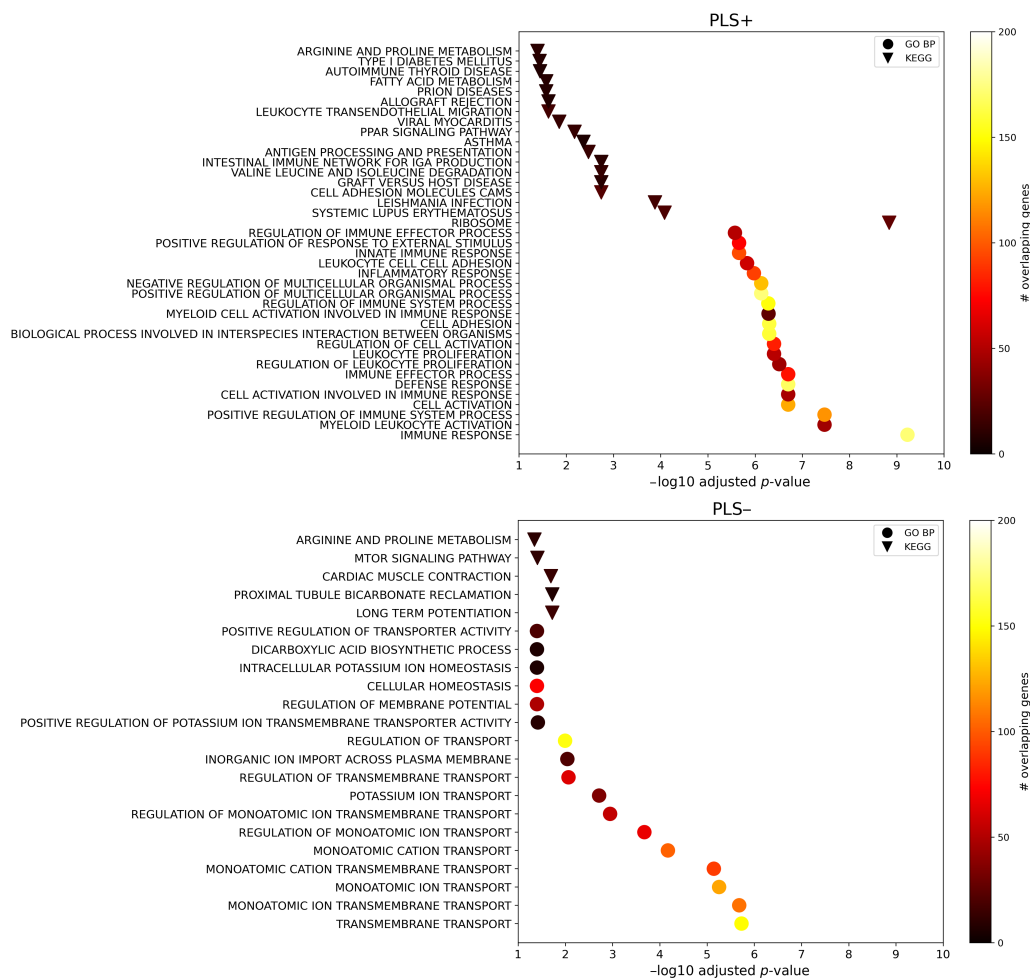 PLS+
ARGININE AND PROLINE METABOLISM
TYPE I DIABETES MELLITUS
AUTOIMMUNE THYROID DISEASE
FATTY ACID METABOLISM
PRION DISEASES
ALLOGRAFT REJECTION
LEUKOCYTE TRANSENDOTHELIAL MIGRATION
VIRAL MYOCARDITIS
PPAR SIGNALING PATHWAY
ASTHMA
ANTIGEN PROCESSING AND PRESENTATION
INTESTINAL IMMUNE NETWORK FOR IGA PRODUCTION
VALINE LEUCINE AND ISOLEUCINE DEGRADATION
GRAFT VERSUS HOST DISEASE
CELL ADHESION MOLECULES CAMS
LEISHMANIA INFECTION
SYSTEMIC LUPUS ERYTHEMATOSUS
RIBOSOME
REGULATION OF IMMUNE EFFECTOR PROCESS
POSITIVE REGULATION OF RESPONSE TO EXTERNAL STIMULUS
INNATE IMMUNE RESPONSE
LEUKOCYTE CELL CELL ADHESION
INFLAMMATORY RESPONSE
NEGATIVE REGULATION OF MULTICELLULAR ORGANISMAL PROCESS
POSITIVE REGULATION OF MULTICELLULAR ORGANISMAL PROCESS
REGULATION OF IMMUNE SYSTEM PROCESS
MYELOID CELL ACTIVATION INVOLVED IN IMMUNE RESPONSE
CELL ADHESION
BIOLOGICAL PROCESS INVOLVED IN INTERSPECIES INTERACTION BETWEEN ORGANISMS
REGULATION OF CELL ACTIVATION
LEUKOCYTE PROLIFERATION
REGULATION OF LEUKOCYTE PROLIFERATION
IMMUNE EFFECTOR PROCESS
DEFENSE RESPONSE
CELL ACTIVATION INVOLVED IN IMMUNE RESPONSE
CELL ACTIVATION
POSITIVE REGULATION OF IMMUNE SYSTEM PROCESS
MYELOID LEUKOCYTE ACTIVATION
IMMUNE RESPONSE
GO BP
KEGG
1 2 3 4 5 6 7 8 9 10
–log10 adjusted p-value
200
150
100
50
0
# overlapping genes
PLS–
ARGININE AND PROLINE METABOLISM
MTOR SIGNALING PATHWAY
CARDIAC MUSCLE CONTRACTION
PROXIMAL TUBULE BICARBONATE RECLAMATION
LONG TERM POTENTIATION
POSITIVE REGULATION OF TRANSPORTER ACTIVITY
DICARBOXYLIC ACID BIOSYNTHETIC PROCESS
INTRACELLULAR POTASSIUM ION HOMEOSTASIS
CELLULAR HOMEOSTASIS
REGULATION OF MEMBRANE POTENTIAL
POSITIVE REGULATION OF POTASSIUM ION TRANSMEMBRANE TRANSPORTER ACTIVITY
REGULATION OF TRANSPORT
INORGANIC ION IMPORT ACROSS PLASMA MEMBRANE
REGULATION OF TRANSMEMBRANE TRANSPORT
POTASSIUM ION TRANSPORT
REGULATION OF MONOATOMIC ION TRANSMEMBRANE TRANSPORT
REGULATION OF MONOATOMIC ION TRANSPORT
MONOATOMIC CATION TRANSPORT
MONOATOMIC CATION TRANSMEMBRANE TRANSPORT
MONOATOMIC ION TRANSPORT
MONOATOMIC ION TRANSMEMBRANE TRANSPORT
TRANSMEMBRANE TRANSPORT
GO BP
KEGG
1 2 3 4 5 6 7 8 9 10
–log10 adjusted p-value
200
150
100
50
0
# overlapping genes